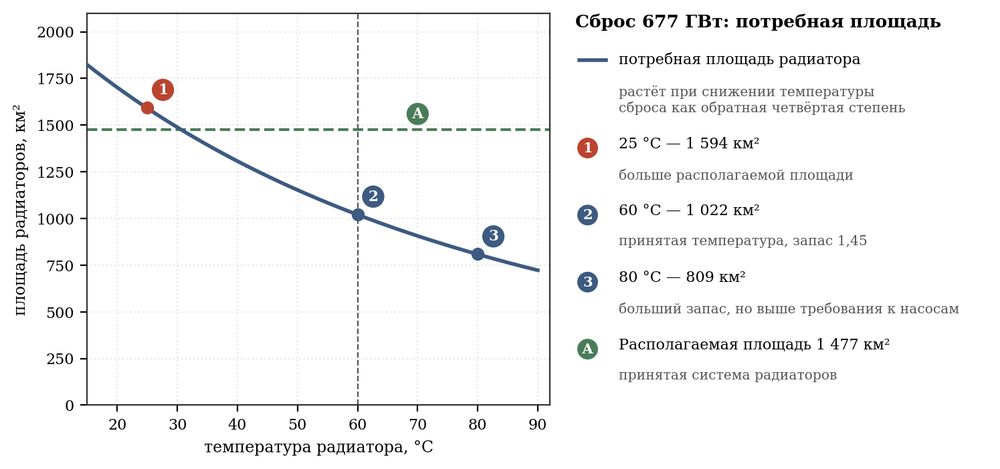 2000
1750
1500
1250
1000
750
500
250
0
площадь радиаторов, км²
20 30 40 50 60 70 80 90
температура радиатора, °C
1
A
2
3
Сброс 677 ГВт: потребная площадь
потребная площадь радиатора
растёт при снижении температуры
сброса как обратная четвёртая степень
1 25 °C — 1 594 км²
больше располагаемой площади
2 60 °C — 1 022 км²
принятая температура, запас 1,45
3 80 °C — 809 км²
больший запас, но выше требования к насосам
A Располагаемая площадь 1 477 км²
принятая система радиаторов